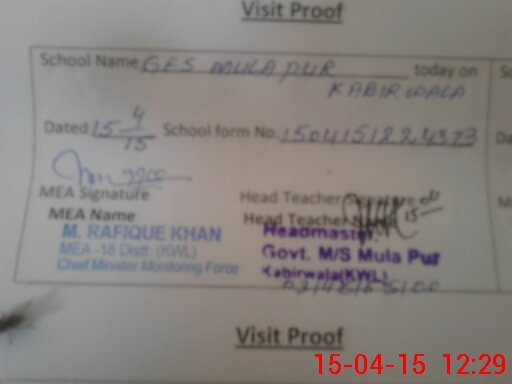 Visit Proof
School Name GES MULA PUR today on
KABIRWALA
Dated 15 4/15 School form No. 1504151224373
MEA Signature Head Teacher Signature
MEA Name Head Teacher
M. RAFIQUE KHAN Headmaster
MEA -18 Distt: (KWL) Govt. M/S Mula Pur
Chief Minister Monitoring Force Kabirwala(KWL)
Visit Proof
15-04-15 12:29